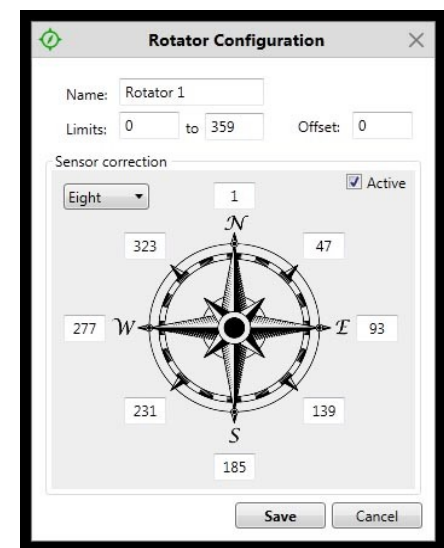 Rotator Configuration
Name: Rotator 1
Limits: 0 to 359 Offset: 0
Sensor correction
Eight
Active
1
N
323 47
277 W E 93
231 139
S
185
Save Cancel